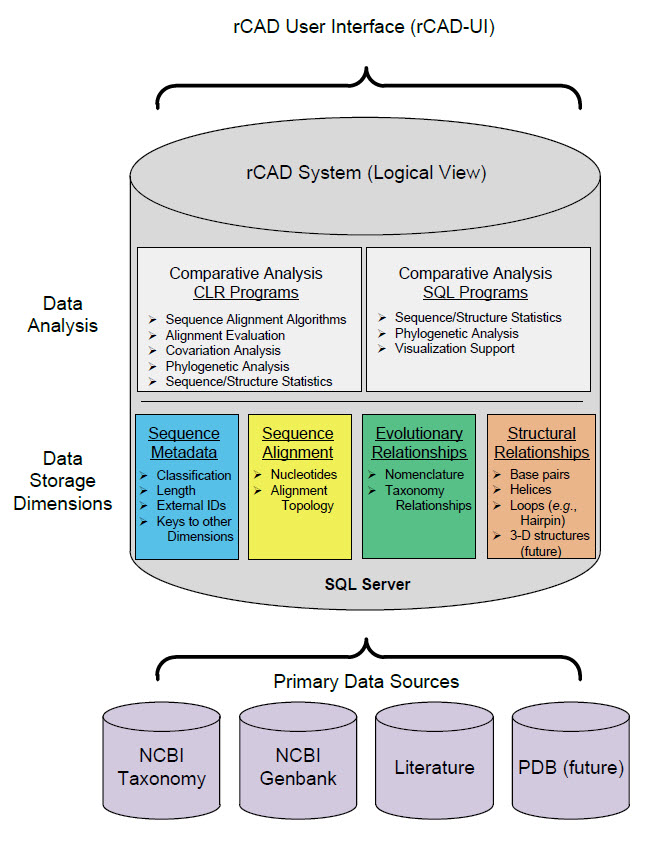 rCAD User Interface (rCAD-UI)
rCAD System (Logical View)
Data
Analysis
Comparative Analysis
CLR Programs
➢ Sequence Alignment Algorithms
➢ Alignment Evaluation
➢ Covariation Analysis
➢ Phylogenetic Analysis
➢ Sequence/Structure Statistics
Comparative Analysis
SQL Programs
➢ Sequence/Structure Statistics
➢ Phylogenetic Analysis
➢ Visualization Support
Data
Storage
Dimensions
Sequence
Metadata
➢ Classification
➢ Length
➢ External IDs
➢ Keys to other
Dimensions
Sequence
Alignment
➢ Nucleotides
➢ Alignment
Topology
Evolutionary
Relationships
➢ Nomenclature
➢ Taxonomy
Relationships
Structural
Relationships
➢ Base pairs
➢ Helices
➢ Loops (e.g.,
Hairpin)
➢ 3-D structures
(future)
SQL Server
Primary Data Sources
NCBI
Taxonomy
NCBI
Genbank
Literature
PDB (future)